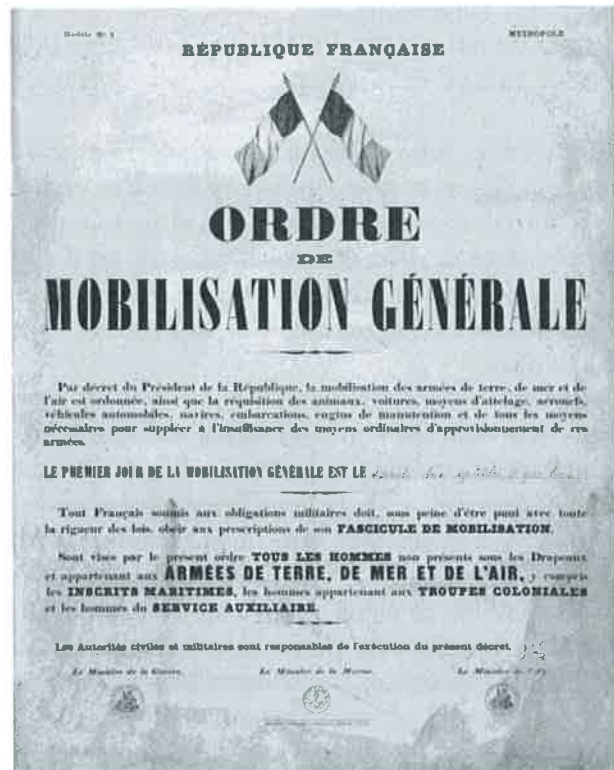 Modèle N° 1
MÉTROPOLE
RÉPUBLIQUE FRANÇAISE
ORDRE
DE
MOBILISATION GÉNÉRALE
Par décret du Président de la République, la mobilisation des armées de terre, de mer et de
l'air est ordonnée, ainsi que la réquisition des animaux, voitures, moyens d'attelage, aéronefs,
véhicules automobiles, navires, embarcations, engins de manutention et de tous les moyens
nécessaires pour suppléer à l'insuffisance des moyens ordinaires d'approvisionnement de ces
armées.
LE PREMIER JOUR DE LA MOBILISATION GÉNÉRALE EST LE
Tout Français soumis aux obligations militaires doit, sous peine d'être puni avec toute
la rigueur des lois, obéir aux prescriptions de son FASCICULE DE MOBILISATION.
Sont visés par le présent ordre TOUS LES HOMMES non présents sous les Drapeaux
et appartenant aux ARMÉES DE TERRE, DE MER ET DE L'AIR, y compris
les INSCRITS MARITIMES, les hommes appartenant aux TROUPES COLONIALES
et les hommes du SERVICE AUXILIAIRE.
Les Autorités civiles et militaires sont responsables de l'exécution du présent décret.
Le Ministre de la Guerre, Le Ministre de la Marine, Le Ministre de l'Air,